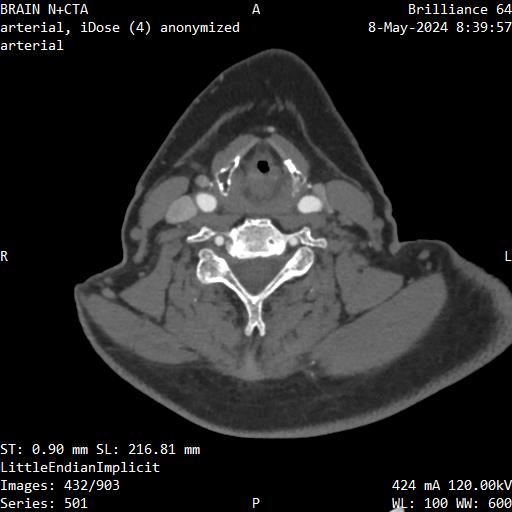 BRAIN N+CTA
A
Brilliance 64
arterial, iDose (4) anonymized
8-May-2024 8:39:57
arterial
R
L
ST: 0.90 mm SL: 216.81 mm
LittleEndianImplicit
Images: 432/903
424 mA 120.00kV
Series: 501
P
WL: 100 WW: 600